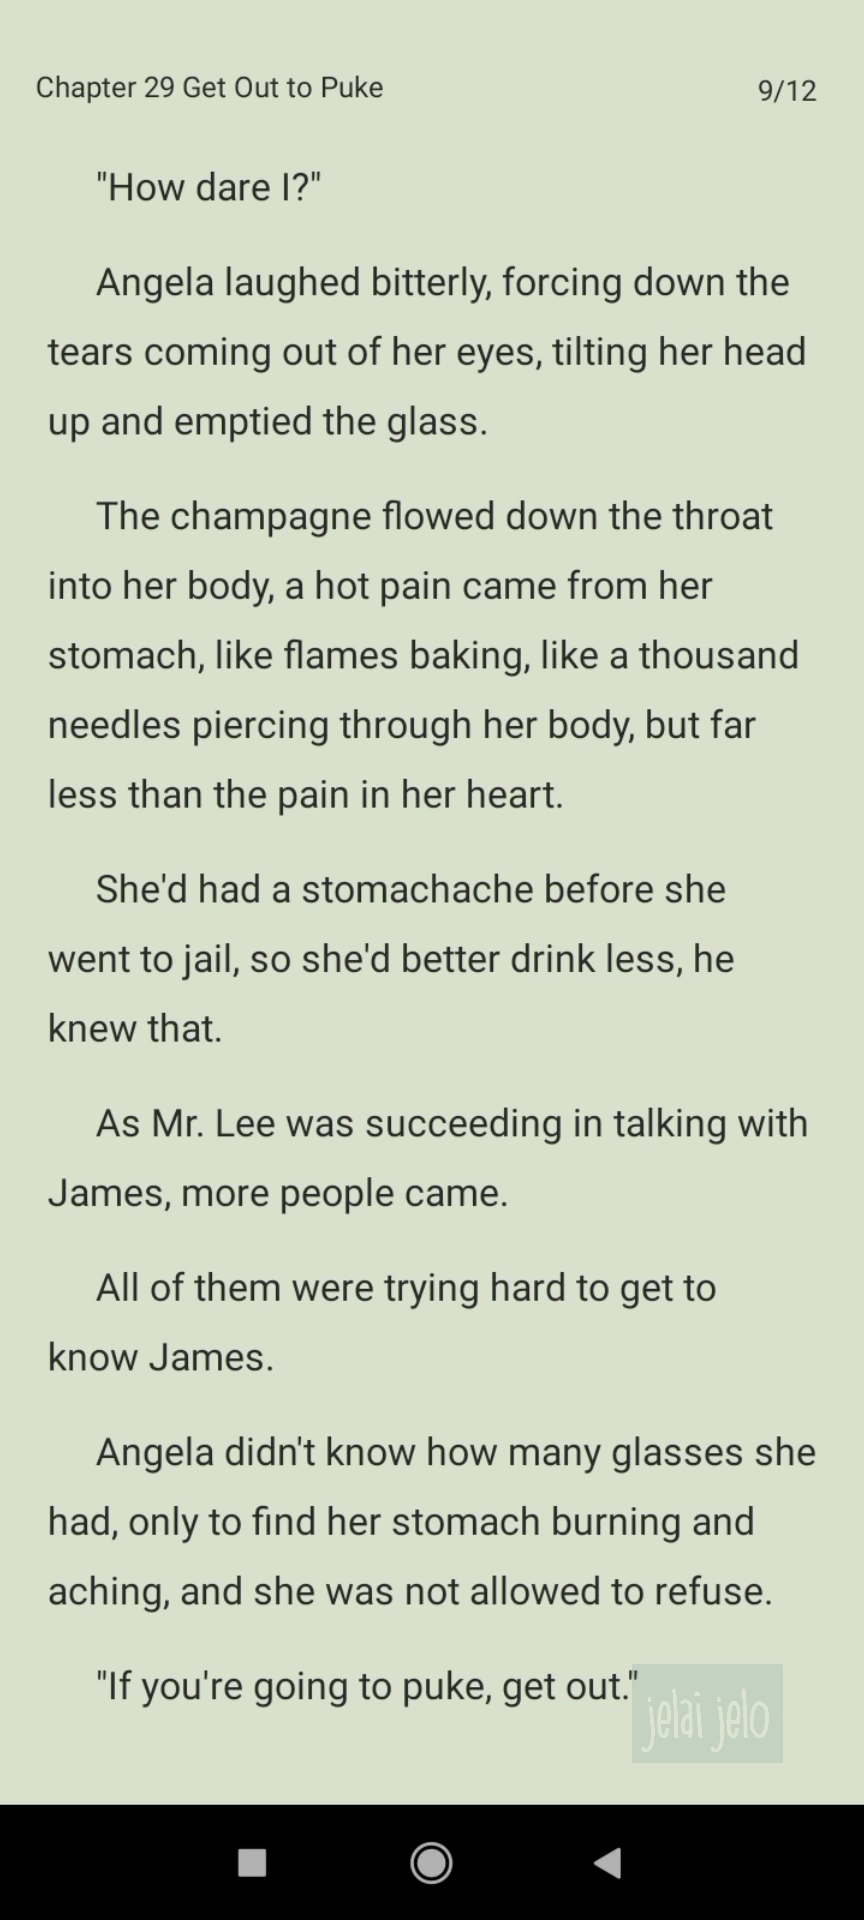 Chapter 29 Get Out to Puke
9/12
"How dare I?"
Angela laughed bitterly, forcing down the
tears coming out of her eyes, tilting her head
up and emptied the glass.
The champagne flowed down the throat
into her body, a hot pain came from her
stomach, like flames baking, like a thousand
needles piercing through her body, but far
less than the pain in her heart.
She'd had a stomachache before she
went to jail, so she'd better drink less, he
knew that.
As Mr. Lee was succeeding in talking with
James, more people came.
All of them were trying hard to get to
know James.
Angela didn't know how many glasses she
had, only to find her stomach burning and
aching, and she was not allowed to refuse.
"If you're going to puke, get out."
jelai jelo